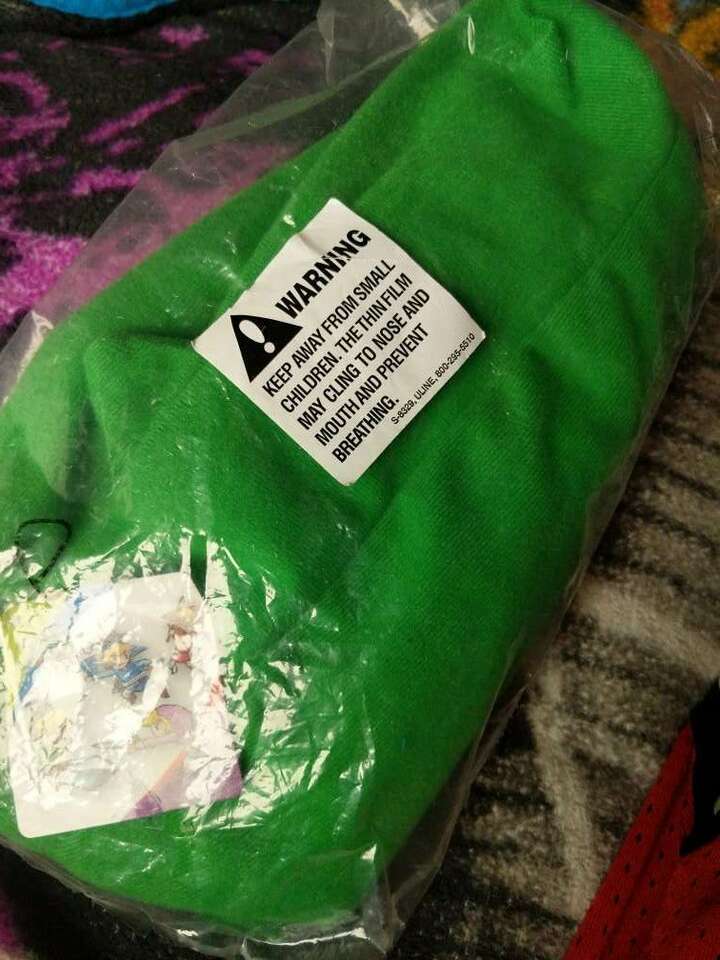 WARNING
KEEP AWAY FROM SMALL
CHILDREN. THE THIN FILM
MAY CLING TO NOSE AND
MOUTH AND PREVENT
BREATHING.
S-8329, ULINE, 800-295-5510